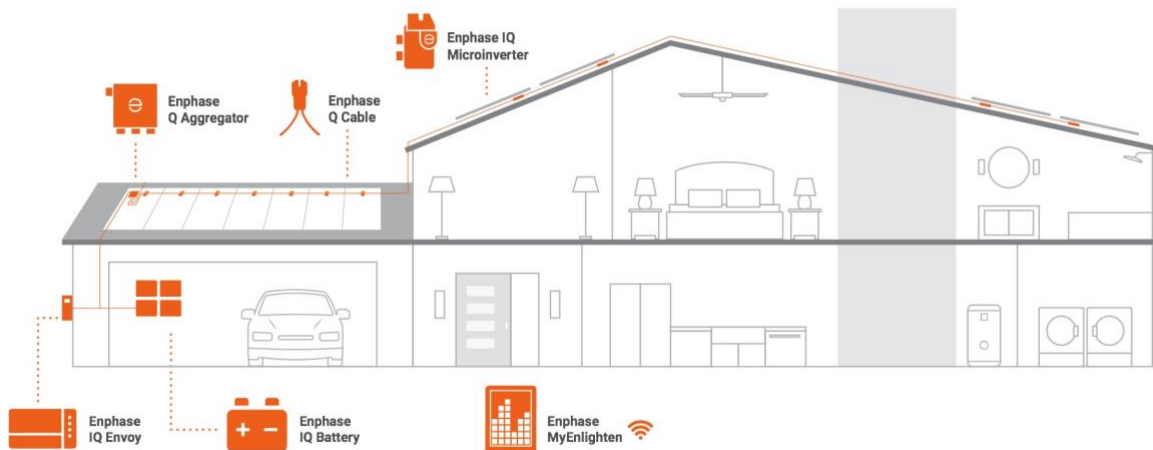 Enphase IQ
Microinverter
Enphase
Q Aggregator
Enphase
Q Cable
Enphase
IQ Envoy
Enphase
IQ Battery
Enphase
MyEnlighten